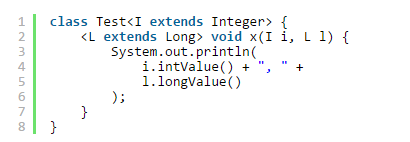 1 class Test<I extends Integer> {
2     <L extends Long> void x(I i, L l) {
3         System.out.println(
4             i.intValue() + ", " +
5             l.longValue()
6         );
7     }
8 }